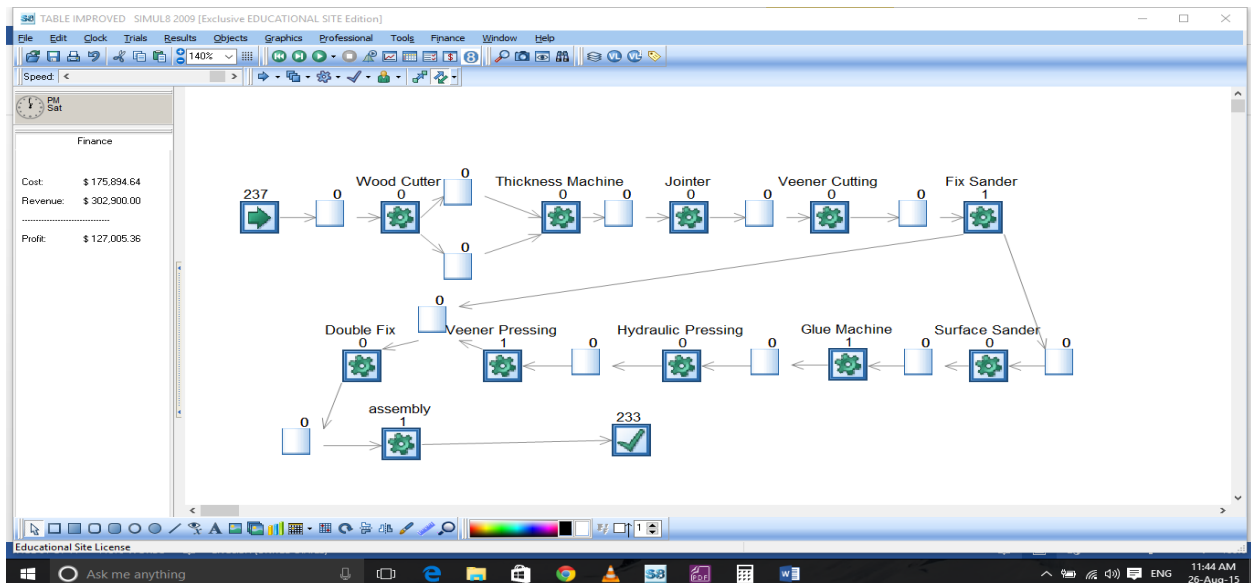 S8 TABLE IMPROVED SIMUL8 2009 [Exclusive EDUCATIONAL SITE Edition]
File Edit Clock Trials Results Objects Graphics Professional Tools Finance Window Help
140%
Speed: <
>
PM
Sat
Finance
Cost: $ 175,894.64
Revenue: $ 302,900.00
Profit: $ 127,005.36
237
0
Wood Cutter
0
0
0
Thickness Machine
0
0
Jointer
0
0
Veener Cutting
0
0
Fix Sander
1
0
Double Fix
0
Veener Pressing
1
0
Hydraulic Pressing
0
0
Glue Machine
1
0
Surface Sander
0
0
0
assembly
1
233
A
1
Educational Site License
Ask me anything
S8
PDF
W
ENG
11:44 AM
26-Aug-15